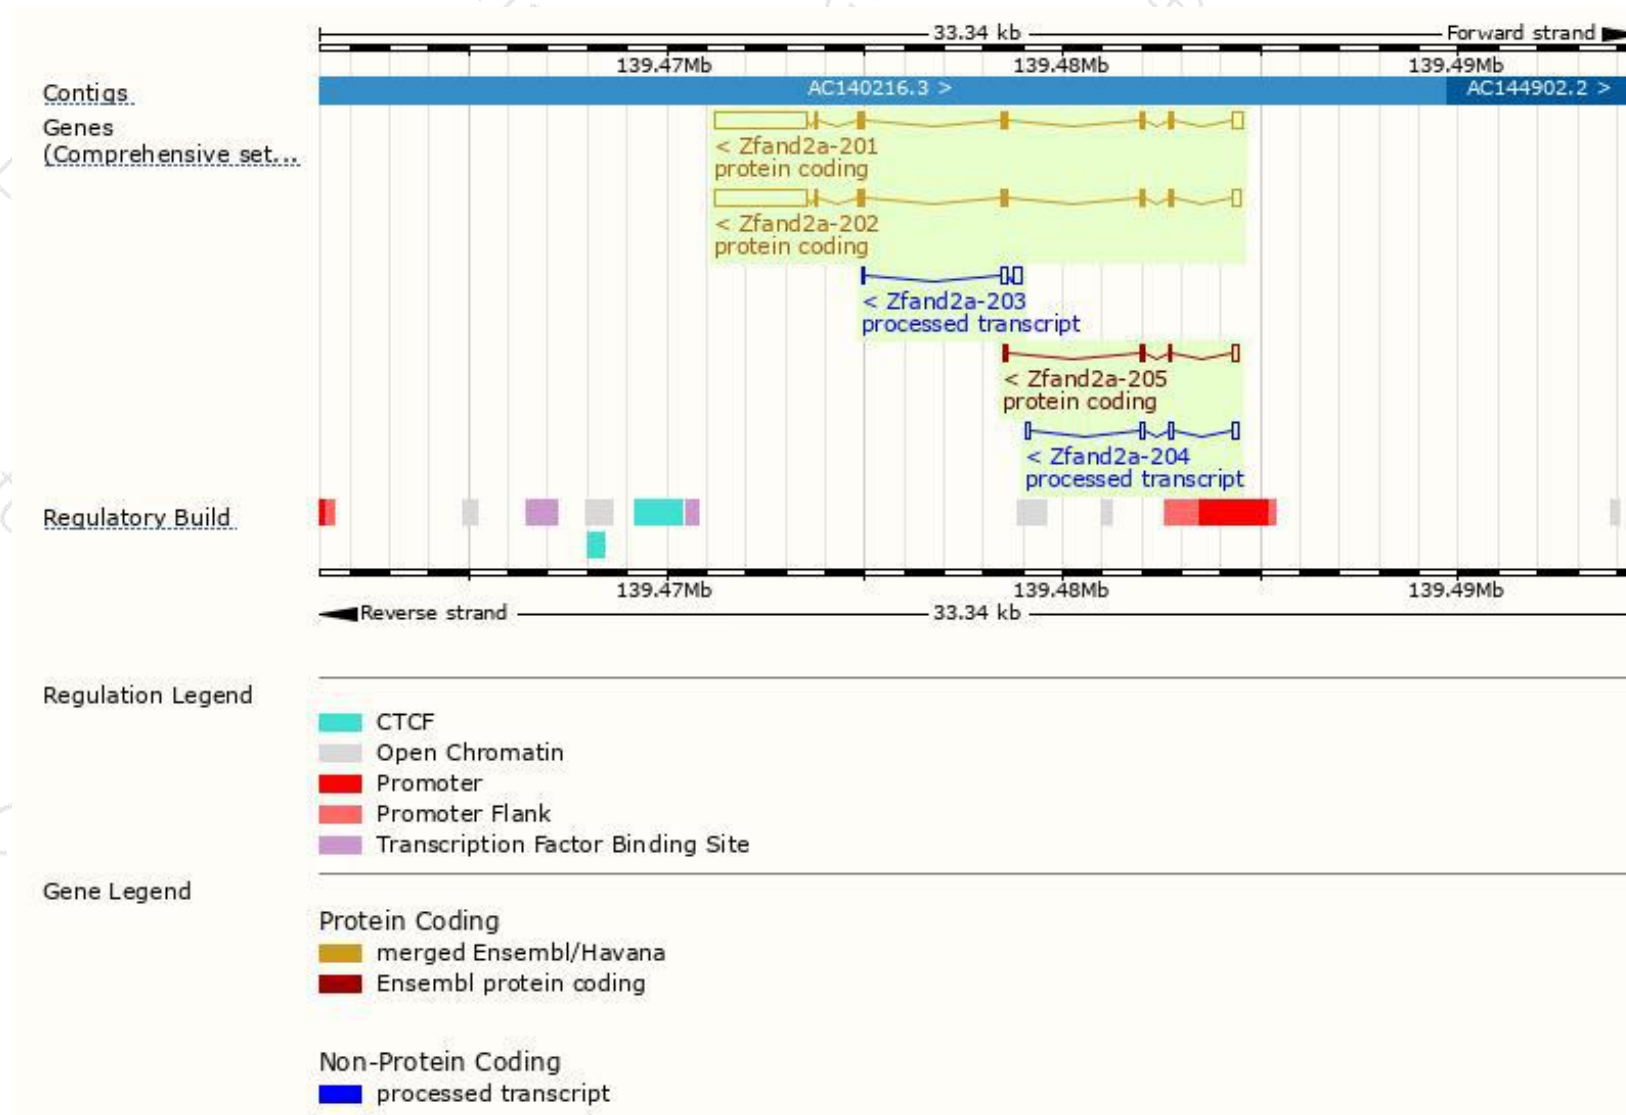 33.34 kb Forward strand
139.47Mb 139.48Mb 139.49Mb
Contigs AC140216.3 > AC144902.2 >
Genes
(Comprehensive set...
< Zfand2a-201
protein coding
< Zfand2a-202
protein coding
< Zfand2a-203
processed transcript
< Zfand2a-205
protein coding
< Zfand2a-204
processed transcript
Regulatory Build
139.47Mb 139.48Mb 139.49Mb
Reverse strand 33.34 kb
Regulation Legend
CTCF
Open Chromatin
Promoter
Promoter Flank
Transcription Factor Binding Site
Gene Legend
Protein Coding
merged Ensembl/Havana
Ensembl protein coding
Non-Protein Coding
processed transcript